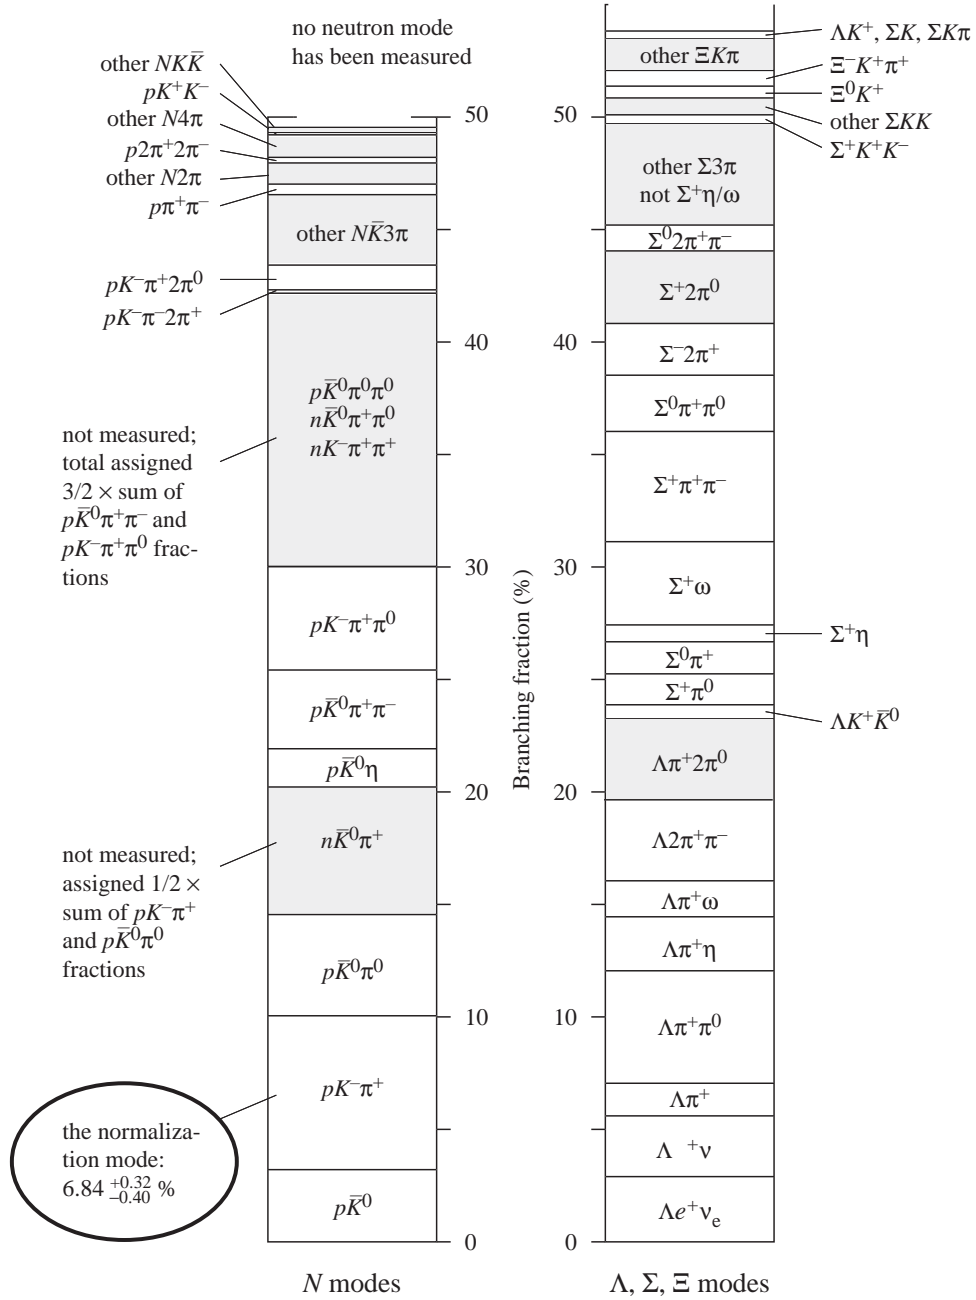 no neutron mode
has been measured
other NKK̄
pK⁺K⁻
other N4π
p2π⁺2π⁻
other N2π
pπ⁺π⁻
pK⁻π⁺2π⁰
pK⁻π⁻2π⁺
not measured;
total assigned
3/2 × sum of
pK̄⁰π⁺π⁻ and
pK⁻π⁺π⁰ frac-
tions
not measured;
assigned 1/2 ×
sum of pK⁻π⁺
and pK̄⁰π⁰
fractions
the normaliza-
tion mode:
6.84 +0.32 −0.40 %
other NK̄3π
pK̄⁰π⁰π⁰
nK̄⁰π⁺π⁰
nK⁻π⁺π⁺
pK⁻π⁺π⁰
pK̄⁰π⁺π⁻
pK̄⁰η
nK̄⁰π⁺
pK̄⁰π⁰
pK⁻π⁺
pK̄⁰
N modes
50
40
30
20
10
0
Branching fraction (%)
50
40
30
20
10
0
other ΞKπ
other Σ3π
not Σ⁺η/ω
Σ⁰2π⁺π⁻
Σ⁺2π⁰
Σ⁻2π⁺
Σ⁰π⁺π⁰
Σ⁺π⁺π⁻
Σ⁺ω
Σ⁰π⁺
Σ⁺π⁰
Λπ⁺2π⁰
Λ2π⁺π⁻
Λπ⁺ω
Λπ⁺η
Λπ⁺π⁰
Λπ⁺
Λ ⁺ν
Λe⁺νₑ
Λ, Σ, Ξ modes
ΛK⁺, ΣK, ΣKπ
Ξ⁻K⁺π⁺
Ξ⁰K⁺
other ΣKK
Σ⁺K⁺K⁻
Σ⁺η
ΛK⁺K̄⁰